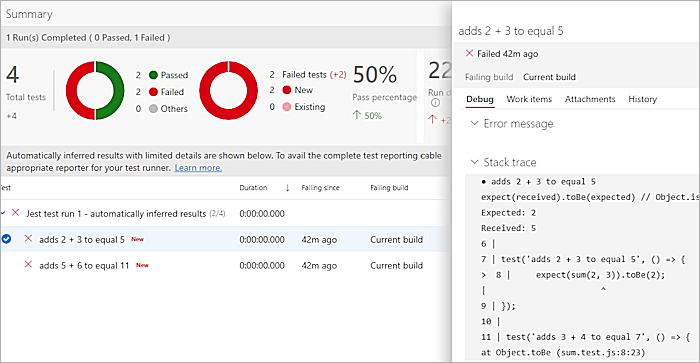 Summary
1 Run(s) Completed ( 0 Passed, 1 Failed )
4
Total tests
+4
2 Passed
2 Failed
0 Others
2 Failed tests (+2)
2 New
0 Existing
50%
Pass percentage
50%
22
Run d
Automatically inferred results with limited details are shown below. To avail the complete test reporting cable
appropriate reporter for your test runner. Learn more.
est Duration Failing since Failing build
Jest test run 1 - automatically inferred results (2/4) 0:00:00.000
adds 2 + 3 to equal 5 New 0:00:00.000 42m ago Current build
adds 5 + 6 to equal 11 New 0:00:00.000 42m ago Current build
adds 2 + 3 to equal 5
Failed 42m ago
Failing build Current build
Debug Work items Attachments History
Error message
Stack trace
● adds 2 + 3 to equal 5
expect(received).toBe(expected) // Object.is
Expected: 2
Received: 5
6 |
7 | test('adds 2 + 3 to equal 5', () => {
> 8 | expect(sum(2, 3)).toBe(2);
| ^
9 | });
10 |
11 | test('adds 3 + 4 to equal 7', () => {
at Object.toBe (sum.test.js:8:23)